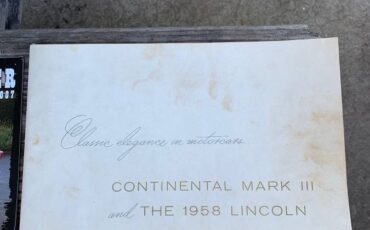 Classic elegance in motorcars
CONTINENTAL MARK III
and THE 1958 LINCOLN